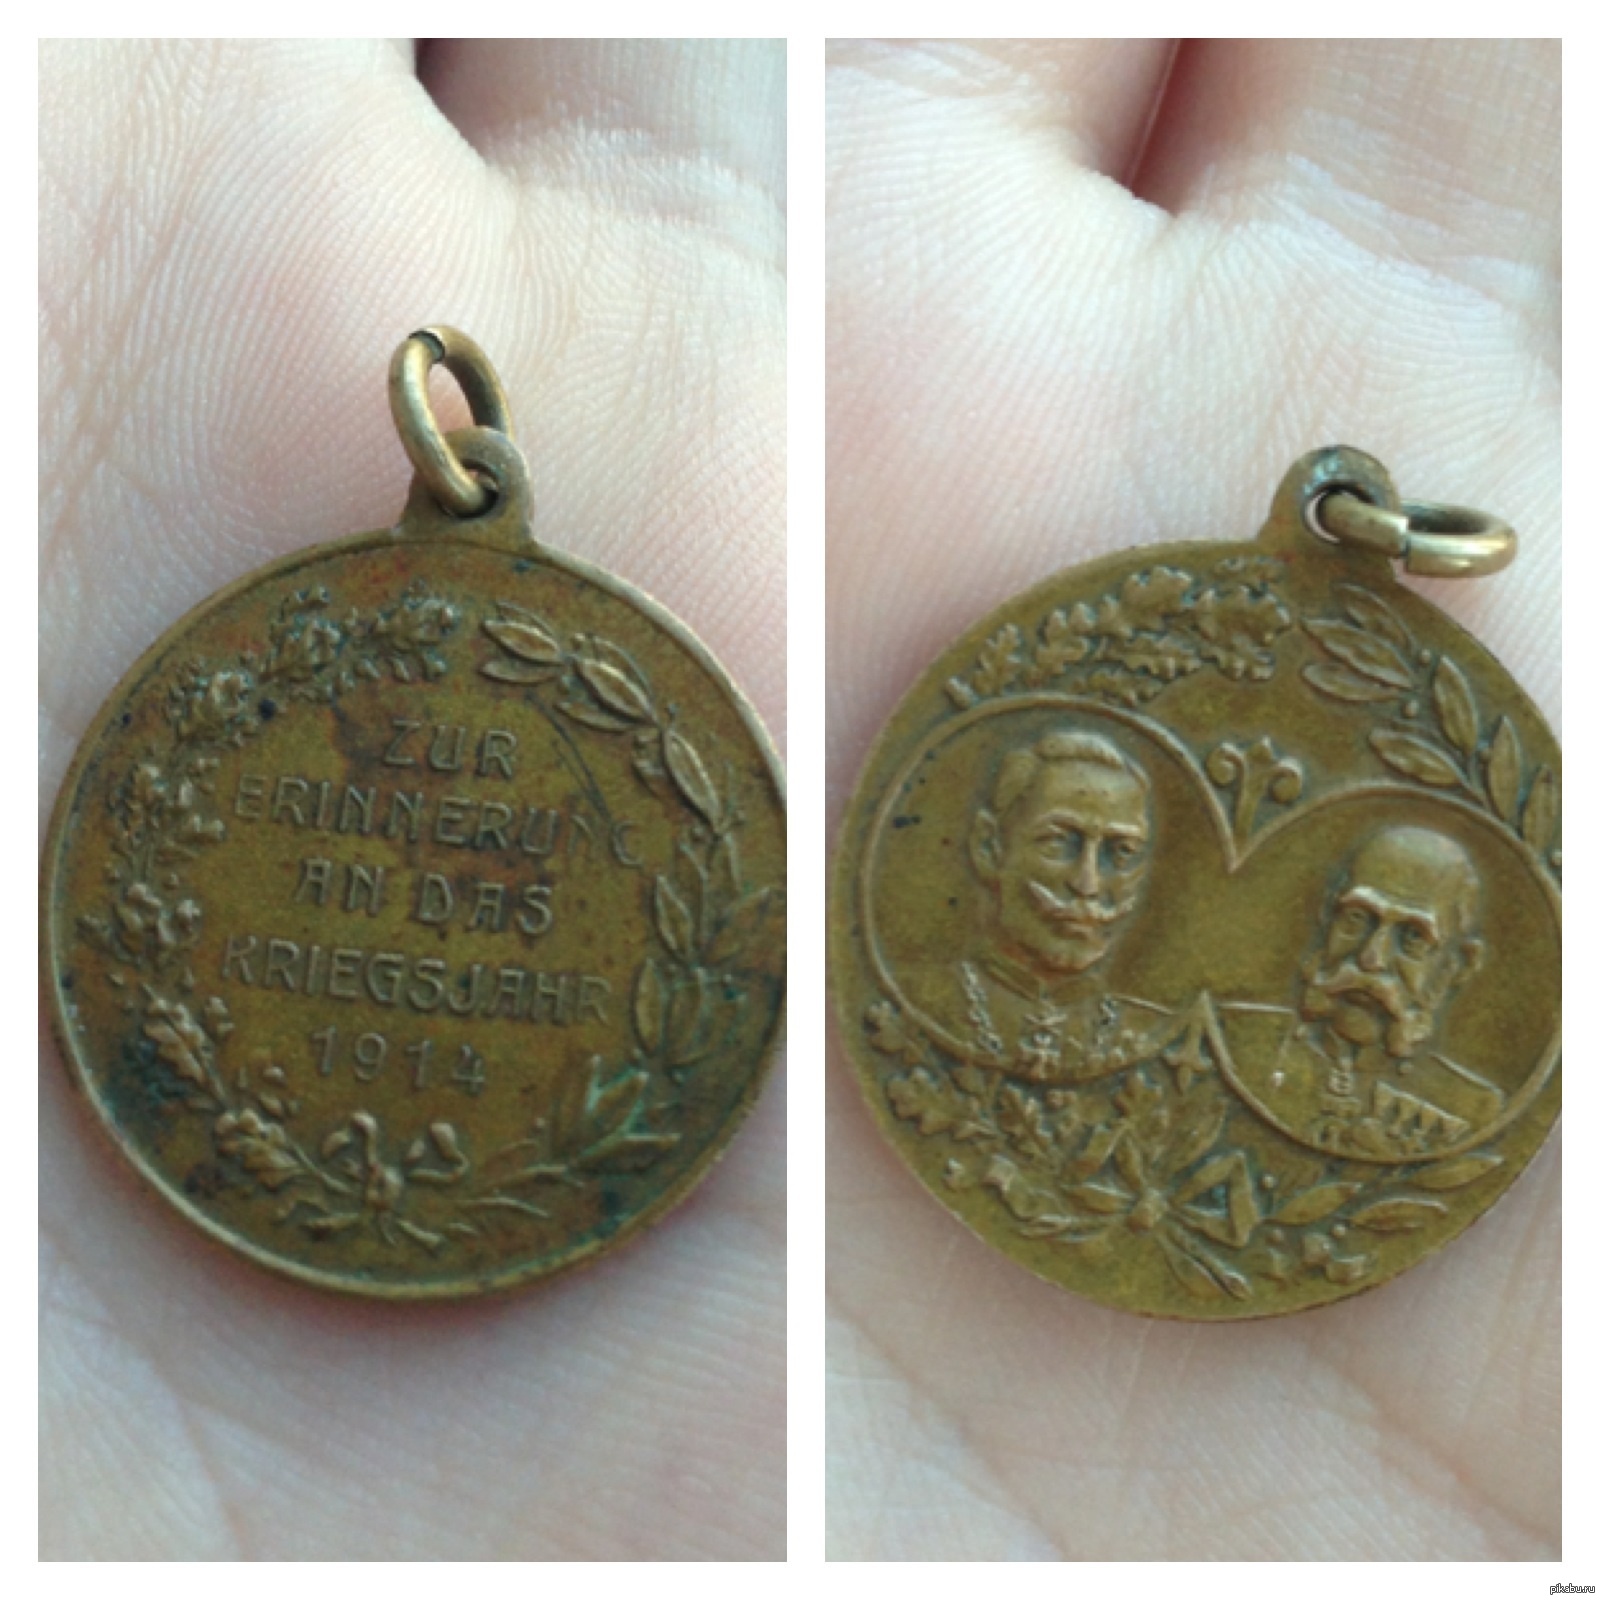 ZUR
ERINNERUNG
AN DAS
KRIEGSJAHR
1914
pikabu.ru